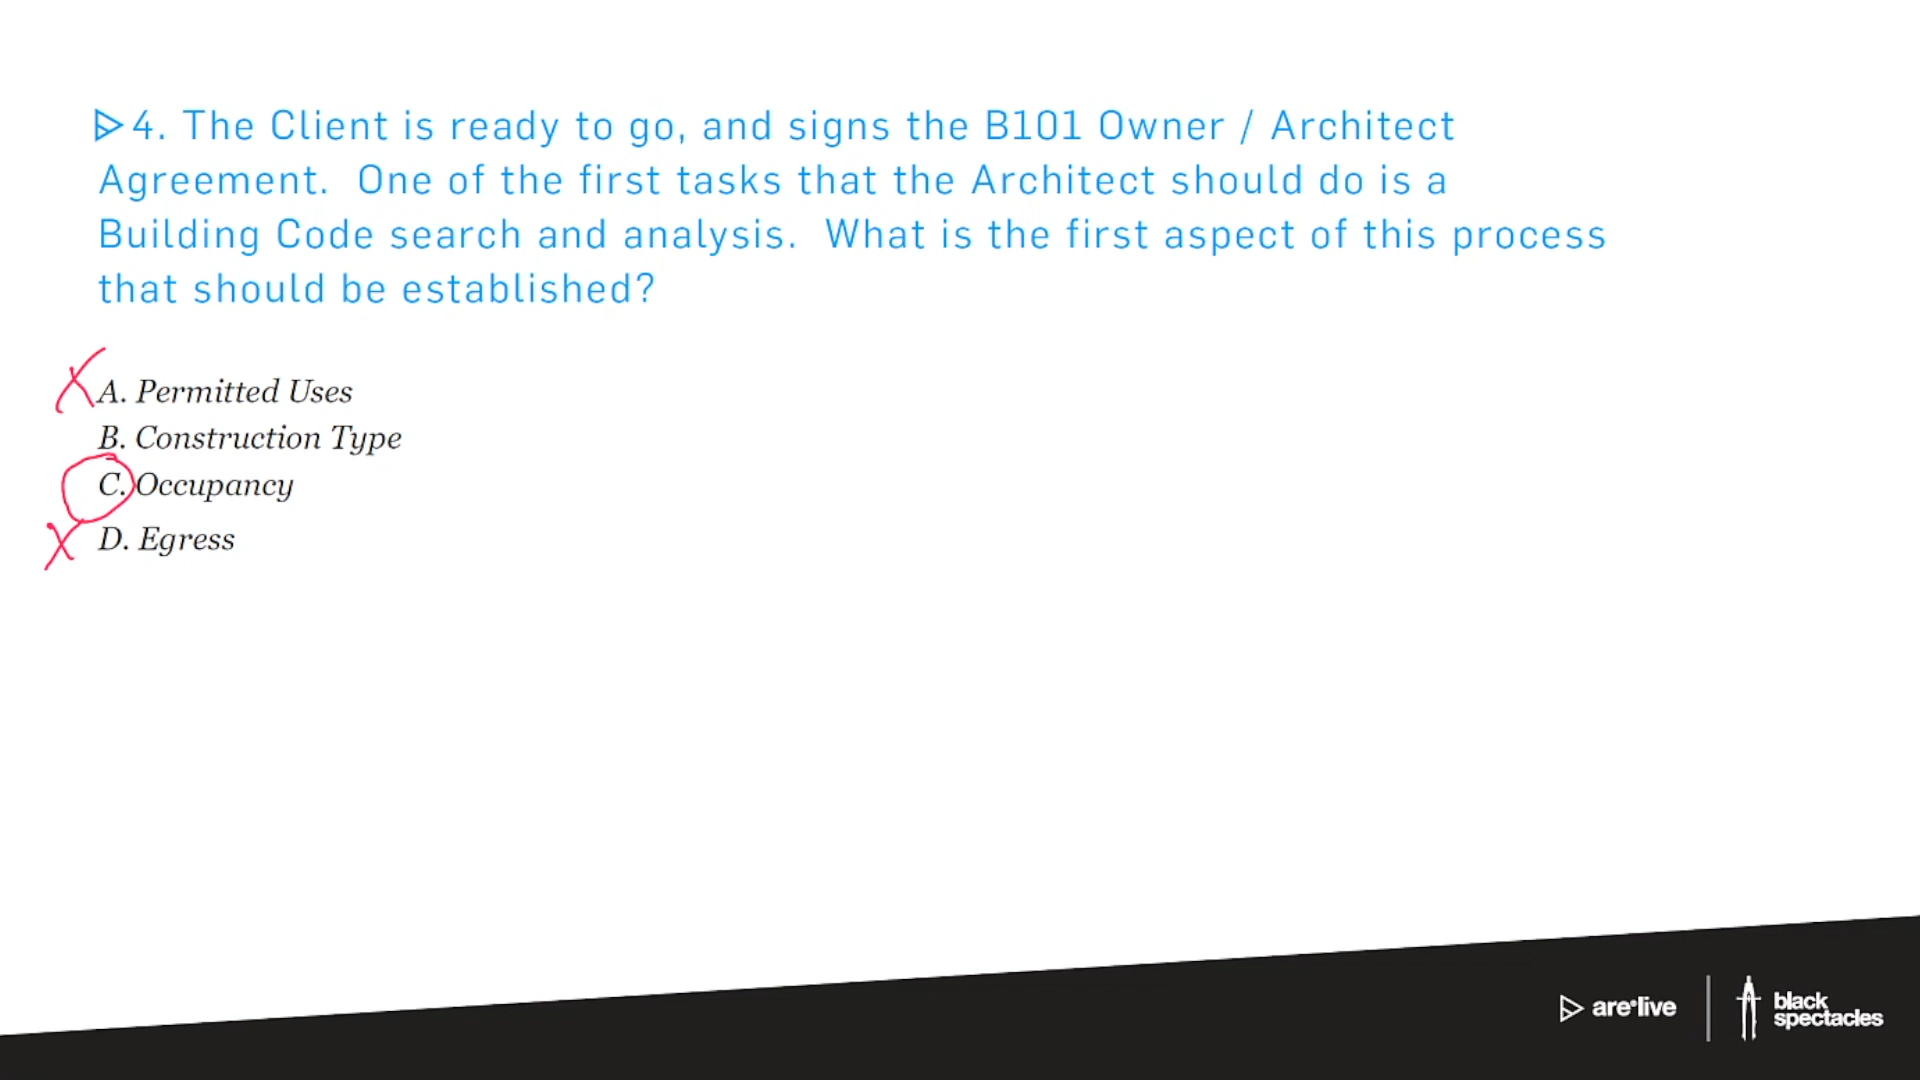 4. The Client is ready to go, and signs the B101 Owner / Architect
Agreement. One of the first tasks that the Architect should do is a
Building Code search and analysis. What is the first aspect of this process
that should be established?
A. Permitted Uses
B. Construction Type
C. Occupancy
D. Egress
are live
black
spectacles